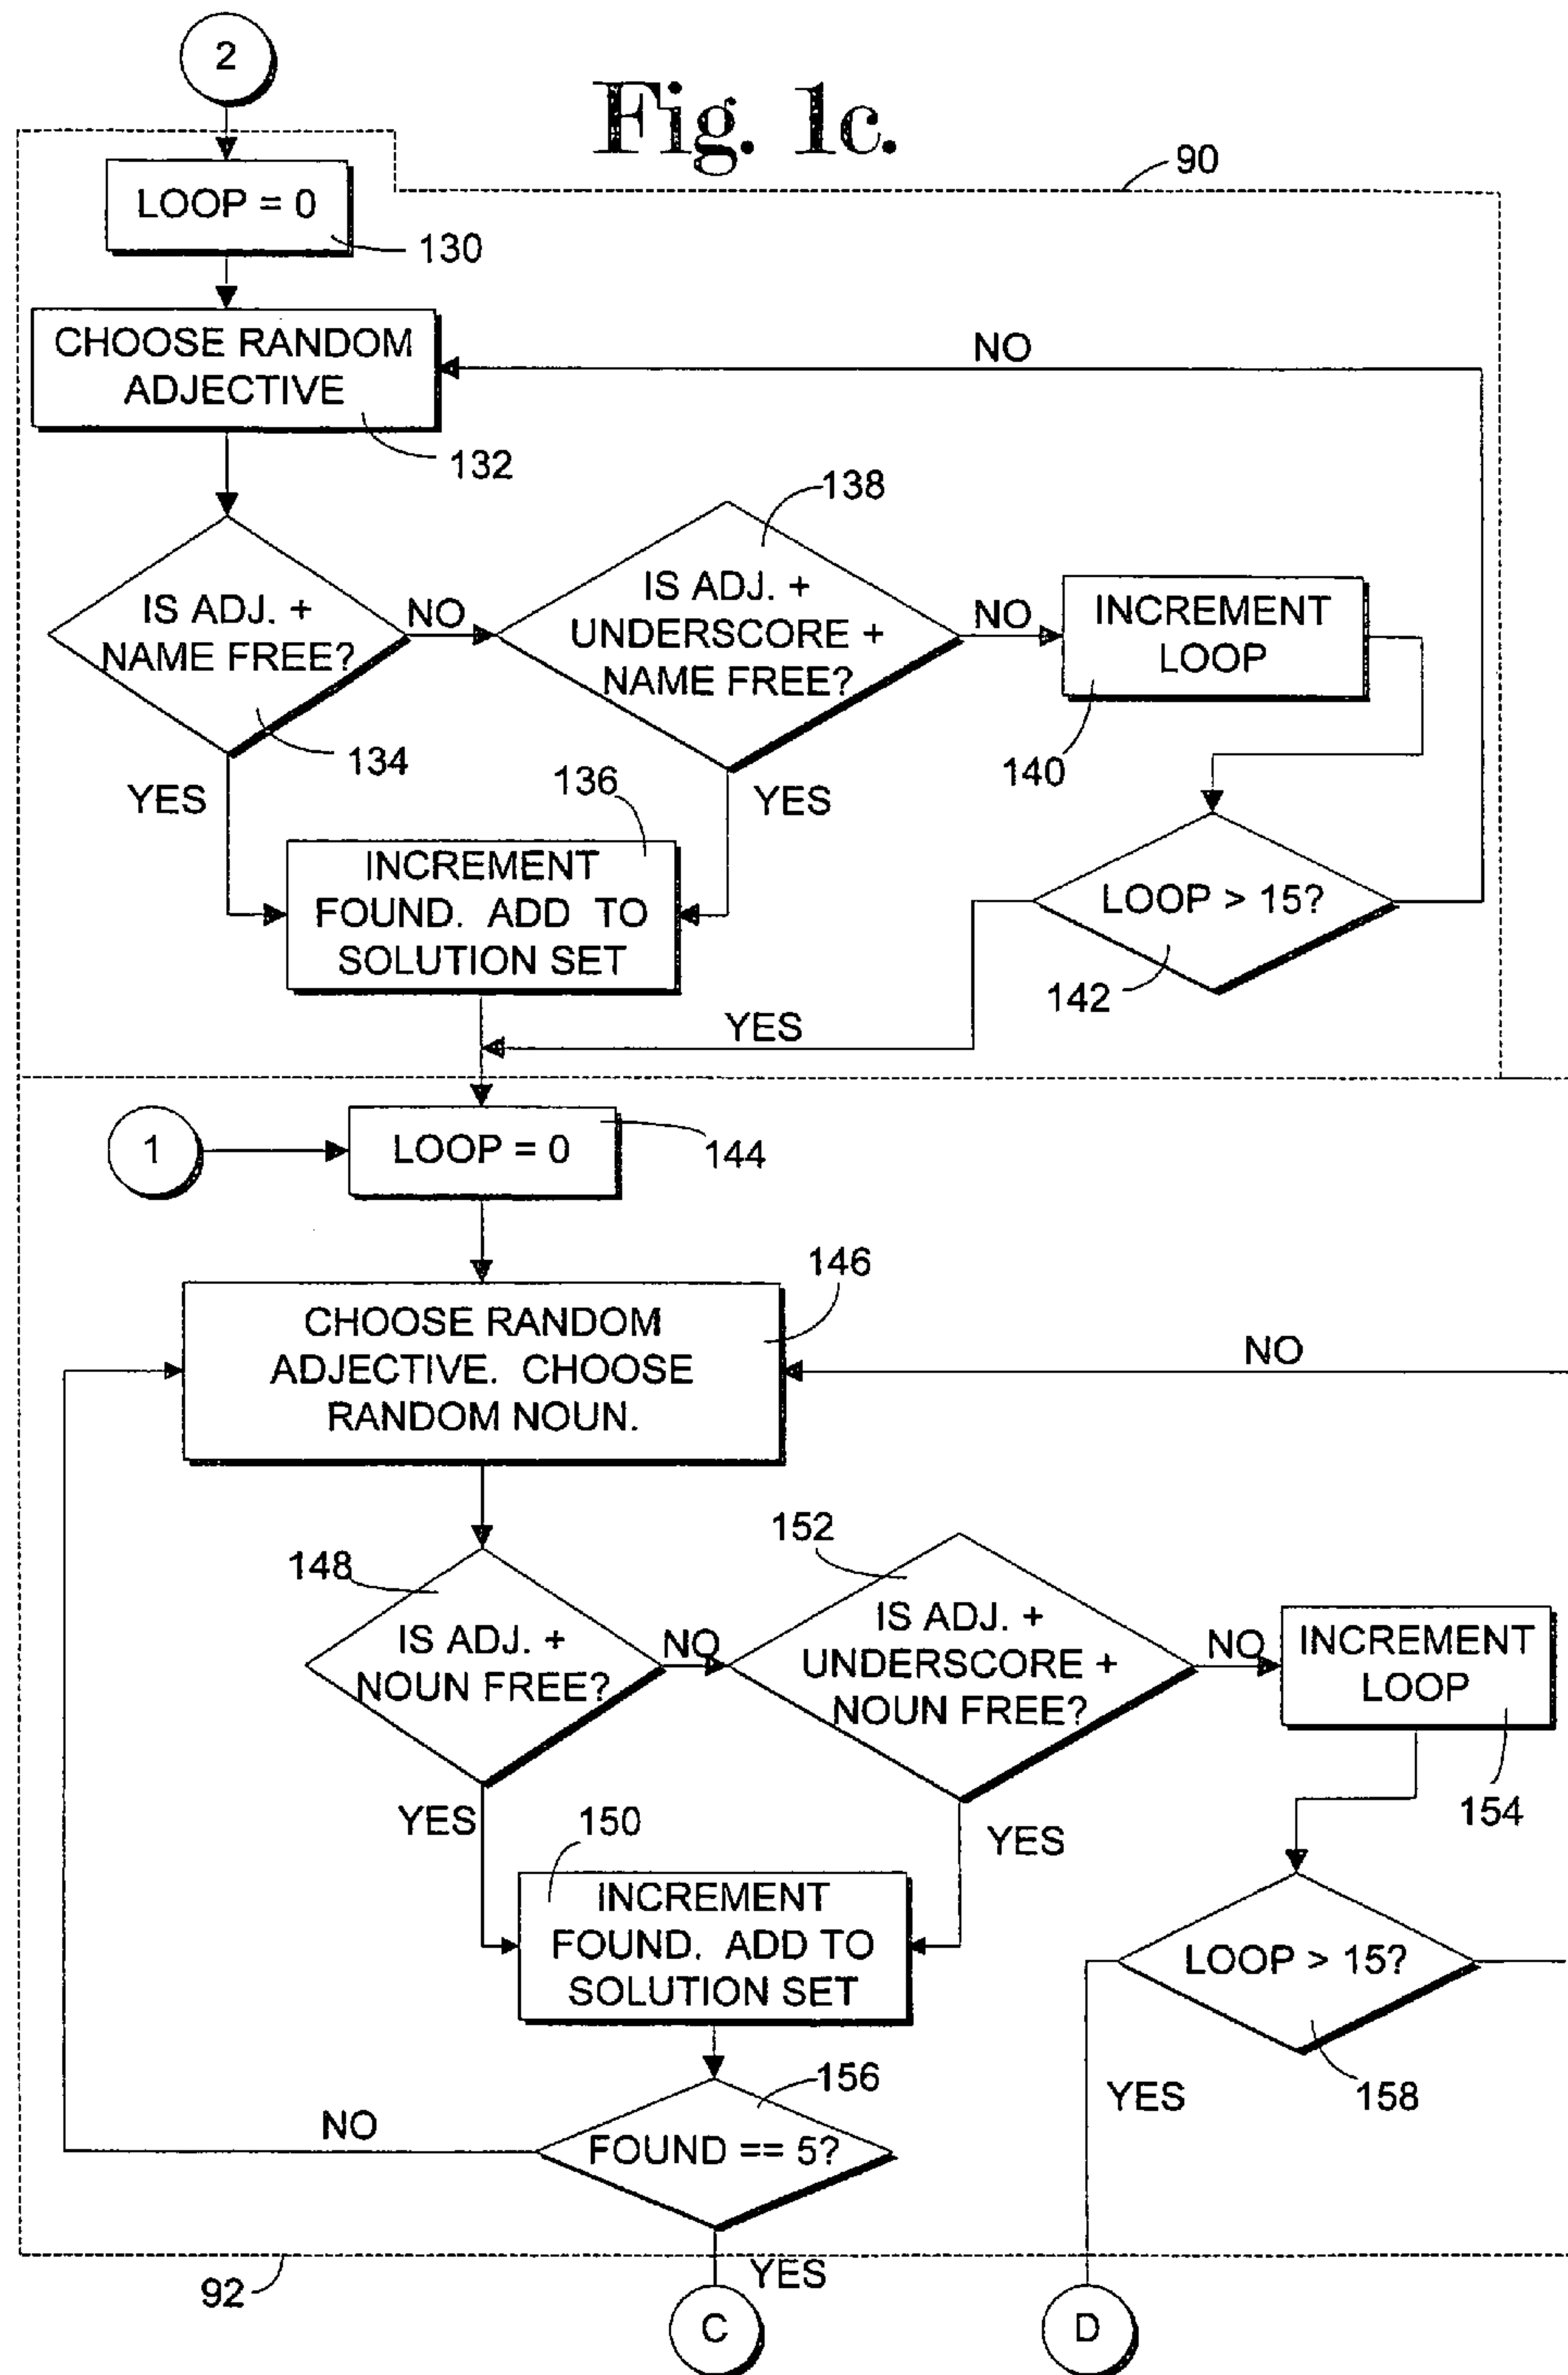 2
Fig. 1c.
90
LOOP = 0
130
CHOOSE RANDOM
ADJECTIVE
NO
132
138
IS ADJ. +
NAME FREE?
NO
IS ADJ. +
UNDERSCORE +
NAME FREE?
NO
INCREMENT
LOOP
134
140
YES
136
YES
INCREMENT
FOUND. ADD TO
SOLUTION SET
LOOP > 15?
142
YES
1
LOOP = 0
144
146
CHOOSE RANDOM
ADJECTIVE. CHOOSE
RANDOM NOUN.
NO
148
152
IS ADJ. +
NOUN FREE?
NO
IS ADJ. +
UNDERSCORE +
NOUN FREE?
NO
INCREMENT
LOOP
154
YES
150
YES
INCREMENT
FOUND. ADD TO
SOLUTION SET
LOOP > 15?
158
156
YES
NO
FOUND == 5?
92
YES
C
D